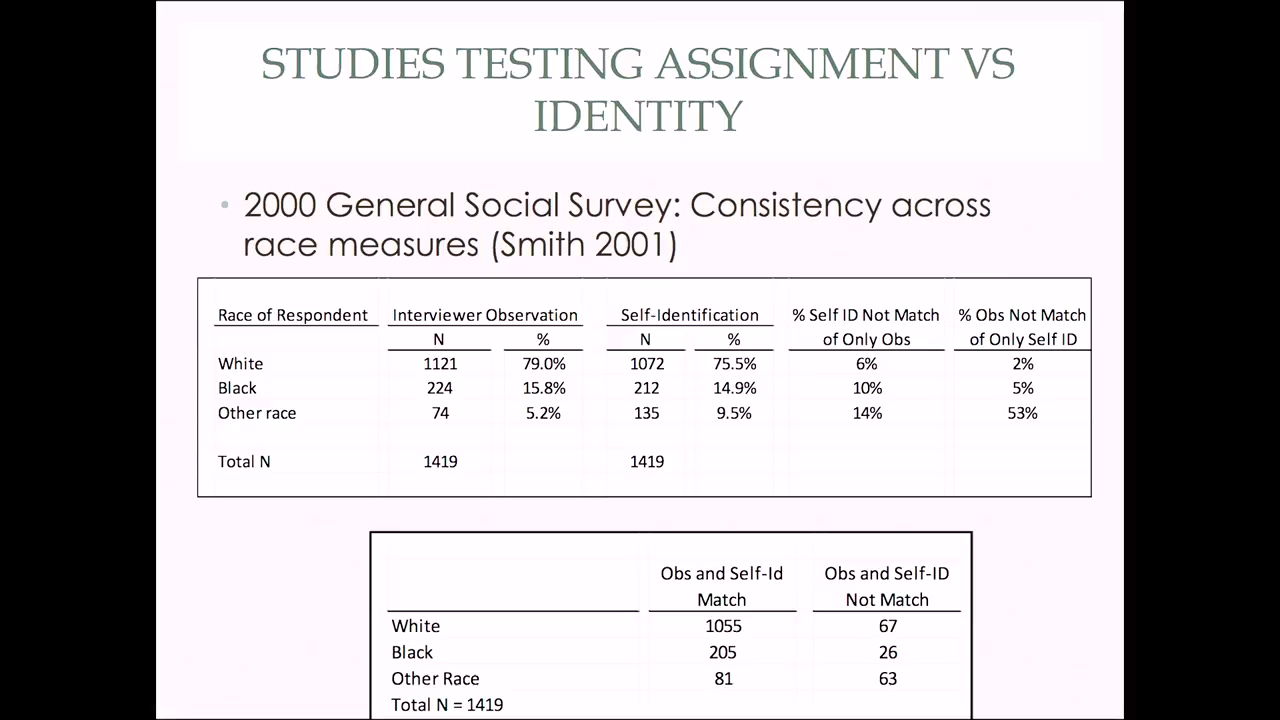 STUDIES TESTING ASSIGNMENT VS
IDENTITY
• 2000 General Social Survey: Consistency across
race measures (Smith 2001)
Race of Respondent Interviewer Observation Self-Identification % Self ID Not Match % Obs Not Match
N % N % of Only Obs of Only Self ID
White 1121 79.0% 1072 75.5% 6% 2%
Black 224 15.8% 212 14.9% 10% 5%
Other race 74 5.2% 135 9.5% 14% 53%
Total N 1419 1419
Obs and Self-Id Obs and Self-ID
Match Not Match
White 1055 67
Black 205 26
Other Race 81 63
Total N = 1419